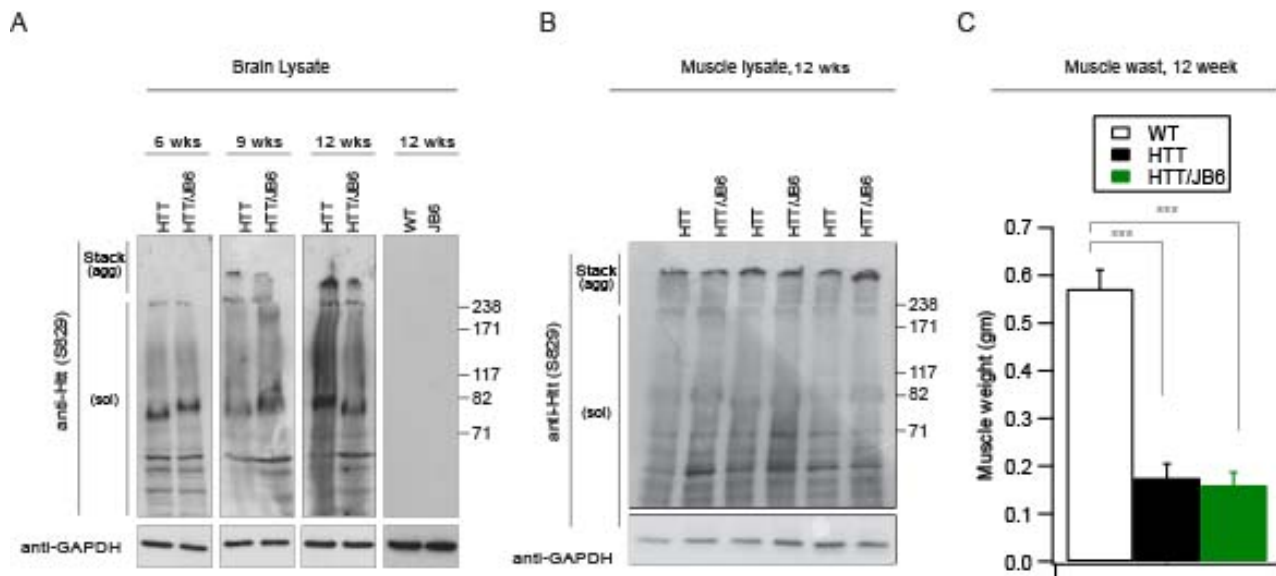 A
Brain Lysate
6 wks 9 wks 12 wks 12 wks
HTT HTT/JB6 HTT HTT/JB6 HTT HTT/JB6 WT JB6
anti-Htt (S829)
Stack (agg)
(sol)
238
171
117
82
71
anti-GAPDH
B
Muscle lysate, 12 wks
HTT HTT/JB6 HTT HTT/JB6 HTT HTT/JB6
anti-Htt (S829)
Stack (agg)
(sol)
238
171
117
82
71
anti-GAPDH
C
Muscle wast, 12 week
WT
HTT
HTT/JB6
***
***
Muscle weight (gm)
0.7
0.6
0.5
0.4
0.3
0.2
0.1
0.0